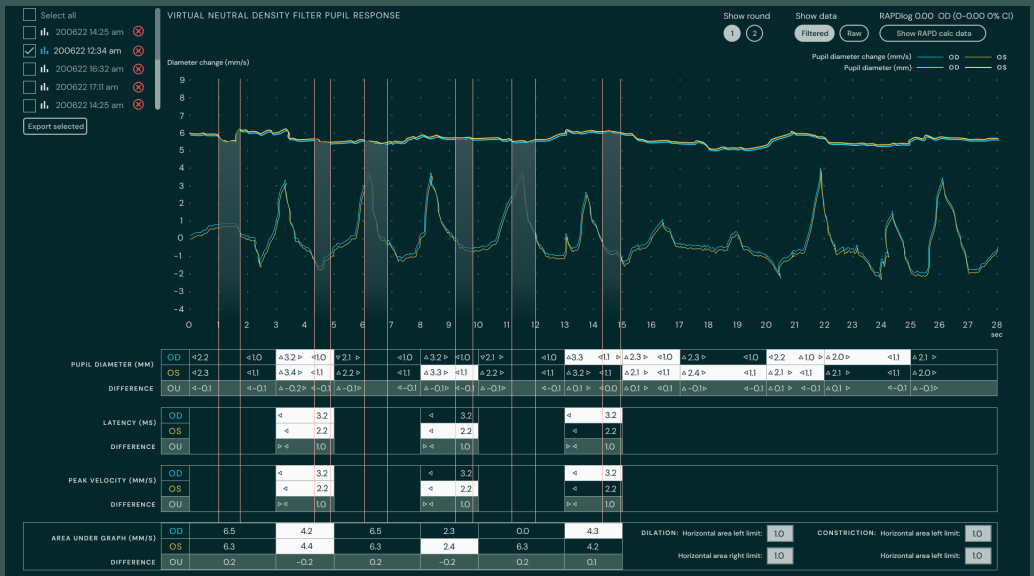 Select all
200622 14:25 am
200622 12:34 am
200622 16:32 am
200622 17:11 am
200622 14:25 am
Export selected
VIRTUAL NEUTRAL DENSITY FILTER PUPIL RESPONSE
Show round
1 2
Show data
Filtered Raw
RAPDlog 0.00 OD (0-0.00 0% CI)
Show RAPD calc data
Pupil diameter change (mm/s) OD OS
Pupil diameter (mm) OD OS
Diameter change (mm/s)
9
8
7
6
5
4
3
2
1
0
-1
-2
-3
-4
0 1 2 3 4 5 6 7 8 9 10 11 12 13 14 15 16 17 18 19 20 21 22 23 24 25 26 27 28
sec
PUPIL DIAMETER (MM)
OD 2.2 1.0 3.2 1.0 2.1 1.0 3.2 1.0 2.1 1.0 3.3 1.1 2.3 1.0 2.3 1.0 2.2 1.0 2.0 1.1 2.1
OS 2.3 1.1 3.4 1.1 2.2 1.1 3.3 1.1 2.2 1.1 3.2 1.1 2.1 1.1 2.4 1.1 2.1 1.1 2.1 1.1 2.0
DIFFERENCE OU -0.1 -0.1 -0.2 -0.1 -0.1 -0.1 -0.1 -0.1 -0.1 -0.1 0.1 0.0 0.1 -0.1 -0.1 -0.1 0.1 -0.1 -0.1 -0.1 -0.1
LATENCY (MS)
OD 3.2 3.2 3.2
OS 2.2 2.2 2.2
DIFFERENCE OU 1.0 1.0 1.0
PEAK VELOCITY (MM/S)
OD 3.2 3.2 3.2
OS 2.2 2.2 2.2
DIFFERENCE OU 1.0 1.0 1.0
AREA UNDER GRAPH (MM/S)
OD 6.5 4.2 6.5 2.3 0.0 4.3
OS 6.3 4.4 6.3 2.4 6.3 4.2
DIFFERENCE OU 0.2 -0.2 0.2 -0.2 0.2 0.1
DILATION: Horizontal area left limit: 1.0
Horizontal area right limit: 1.0
CONSTRICTION: Horizontal area left limit: 1.0
Horizontal area left limit: 1.0